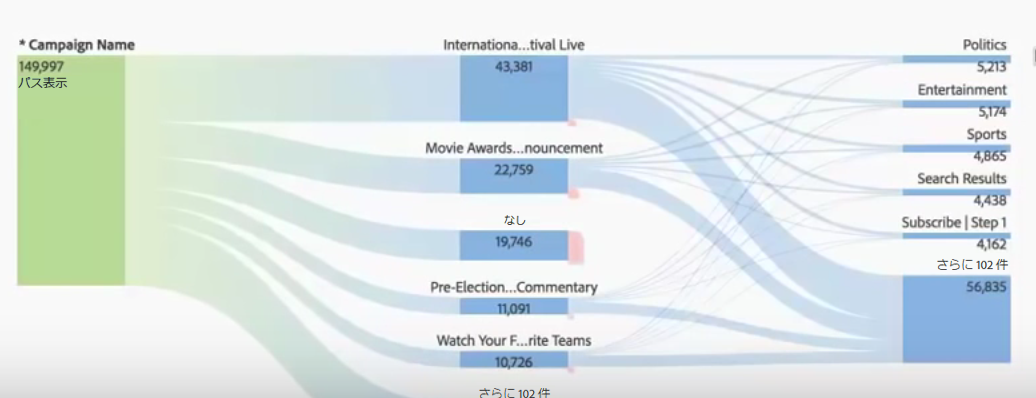 * Campaign Name
149,997
パス表示
Internationa...tival Live
43,381
Movie Awards...nouncement
22,759
なし
19,746
Pre-Election...Commentary
11,091
Watch Your F...rite Teams
10,726
さらに 102 件
Politics
5,213
Entertainment
5,174
Sports
4,865
Search Results
4,438
Subscribe | Step 1
4,162
さらに 102 件
56,835